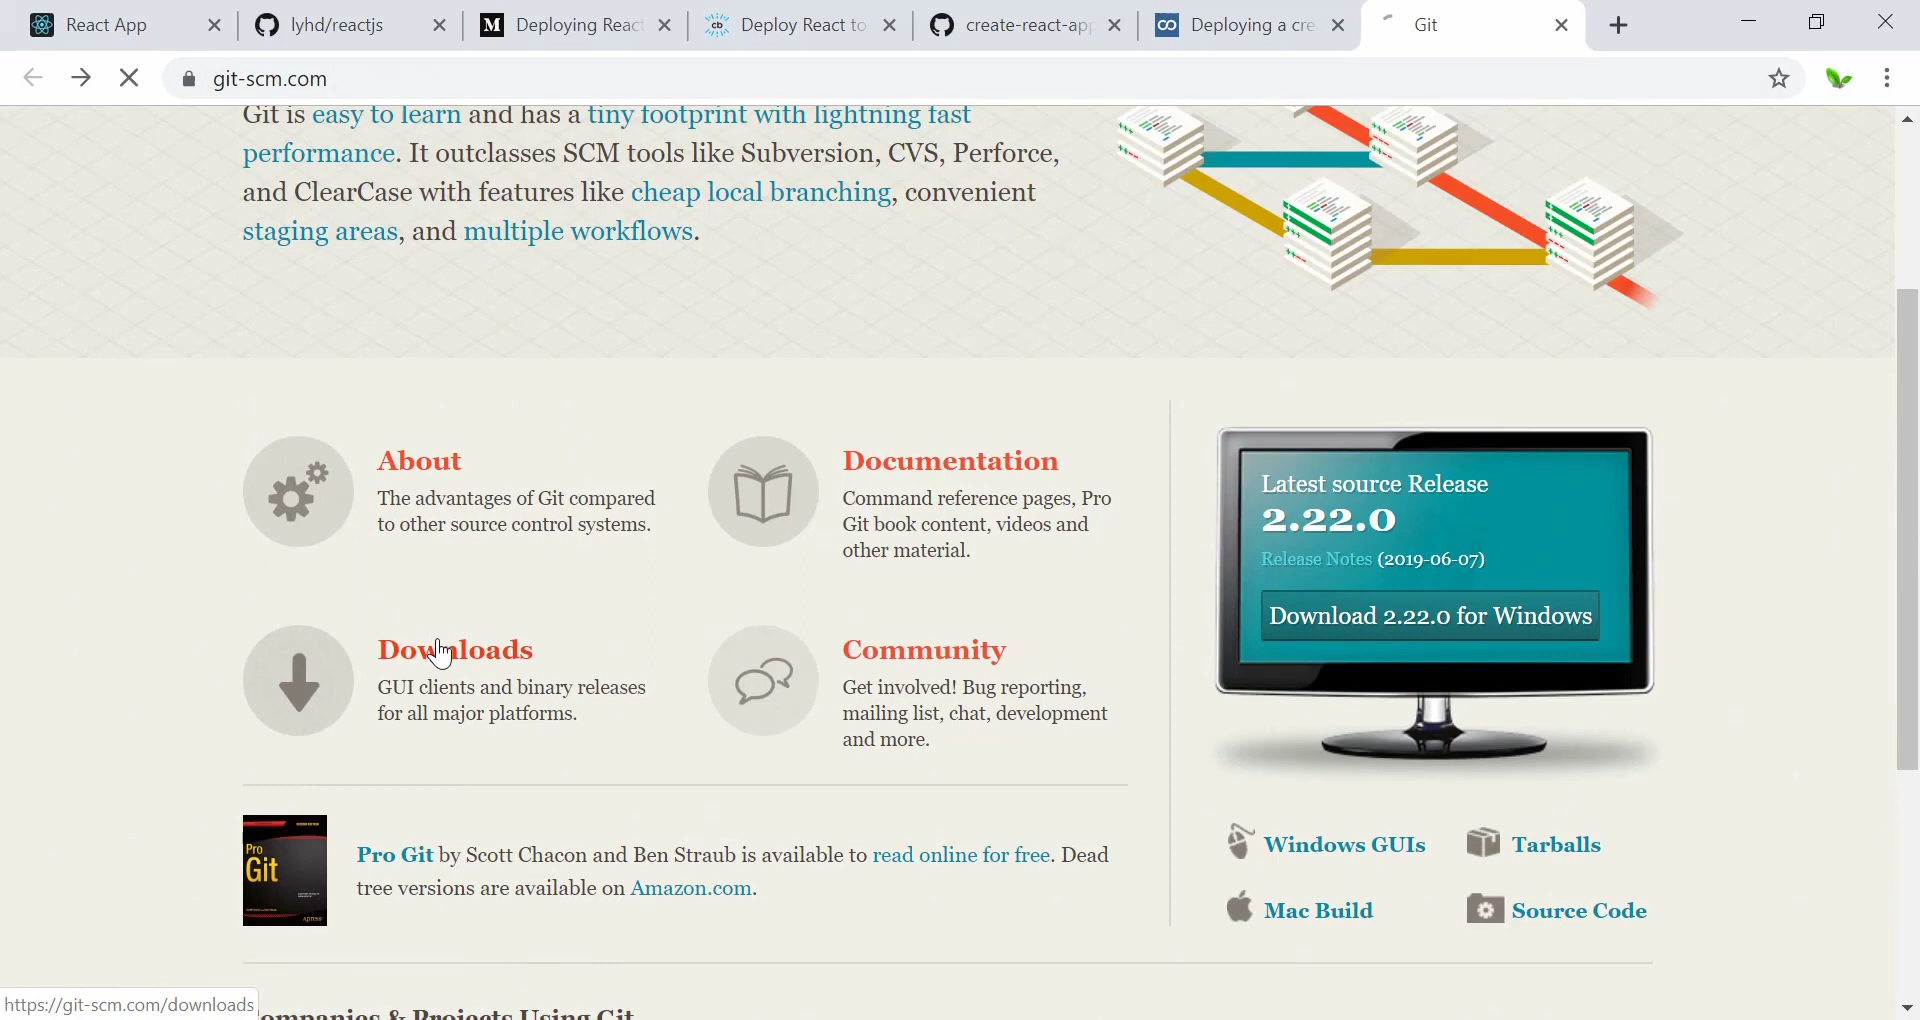 React App
lyhd/reactjs
Deploying Reac
Deploy React to
create-react-app
Deploying a cre
Git
git-scm.com
Git is easy to learn and has a tiny footprint with lightning fast
performance. It outclasses SCM tools like Subversion, CVS, Perforce,
and ClearCase with features like cheap local branching, convenient
staging areas, and multiple workflows.
About
The advantages of Git compared
to other source control systems.
Documentation
Command reference pages, Pro
Git book content, videos and
other material.
Downloads
GUI clients and binary releases
for all major platforms.
Community
Get involved! Bug reporting,
mailing list, chat, development
and more.
Latest source Release
2.22.0
Release Notes (2019-06-07)
Download 2.22.0 for Windows
Windows GUIs
Tarballs
Mac Build
Source Code
Pro
Git
Pro Git by Scott Chacon and Ben Straub is available to read online for free. Dead
tree versions are available on Amazon.com.
https://git-scm.com/downloads
ompanies & Projects Using Git